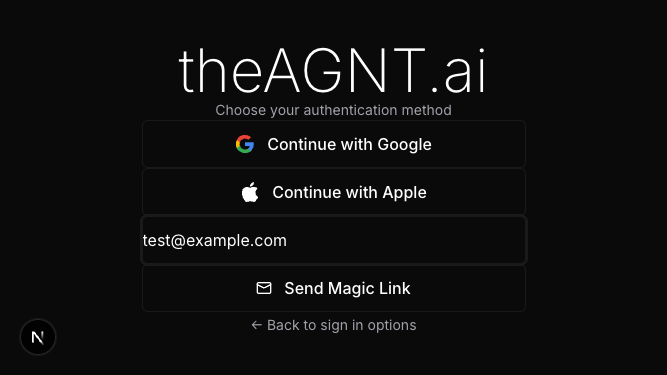 theAGNT.ai
Choose your authentication method
Continue with Google
Continue with Apple
test@example.com
Send Magic Link
← Back to sign in options
N